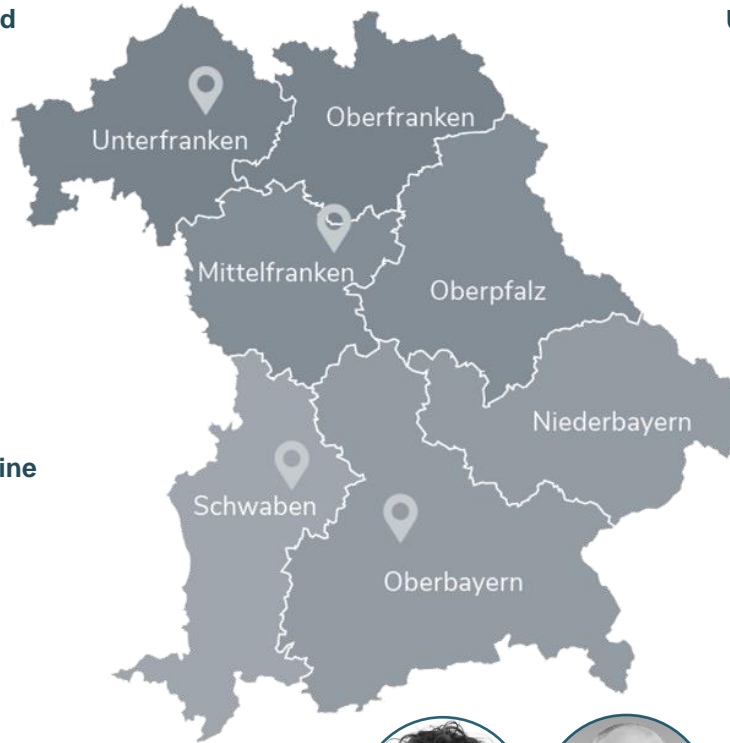 d
Oberfranken
Unterfranken
Mittelfranken
Oberpfalz
Niederbayern
ine
Schwaben
Oberbayern